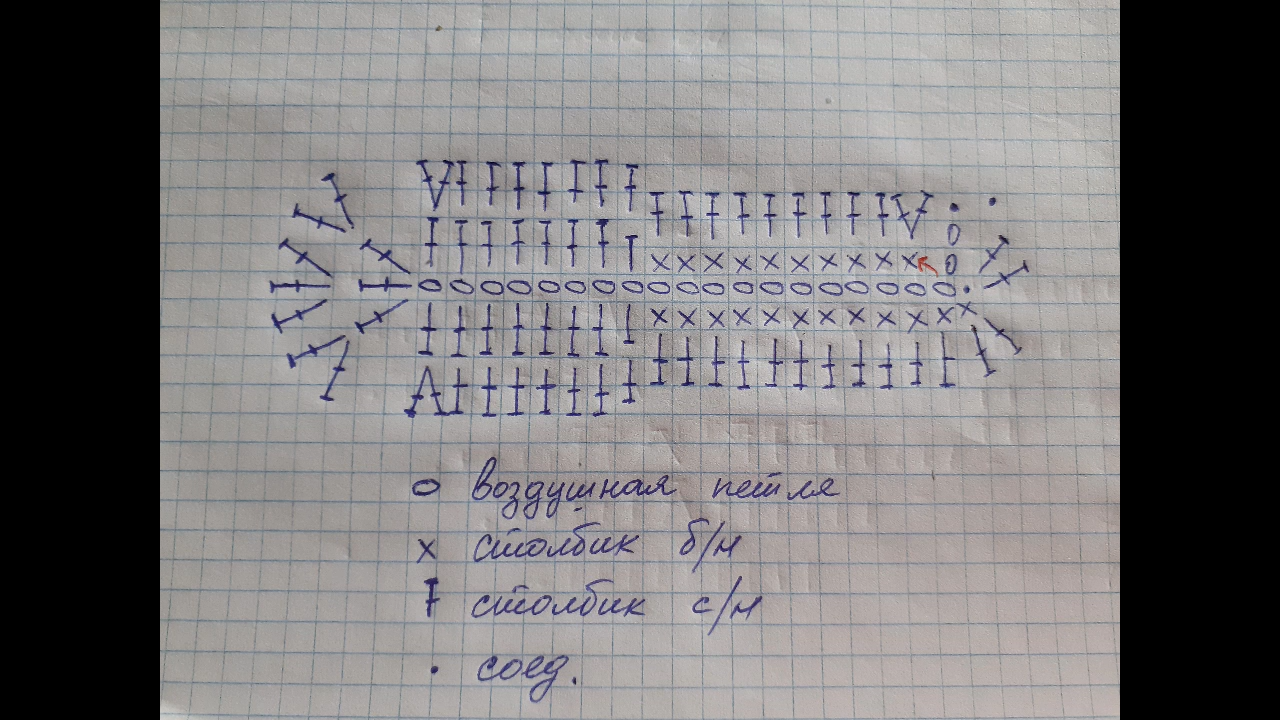 о воздушная петля
х столбик б/н
столбик с/н
. соед.